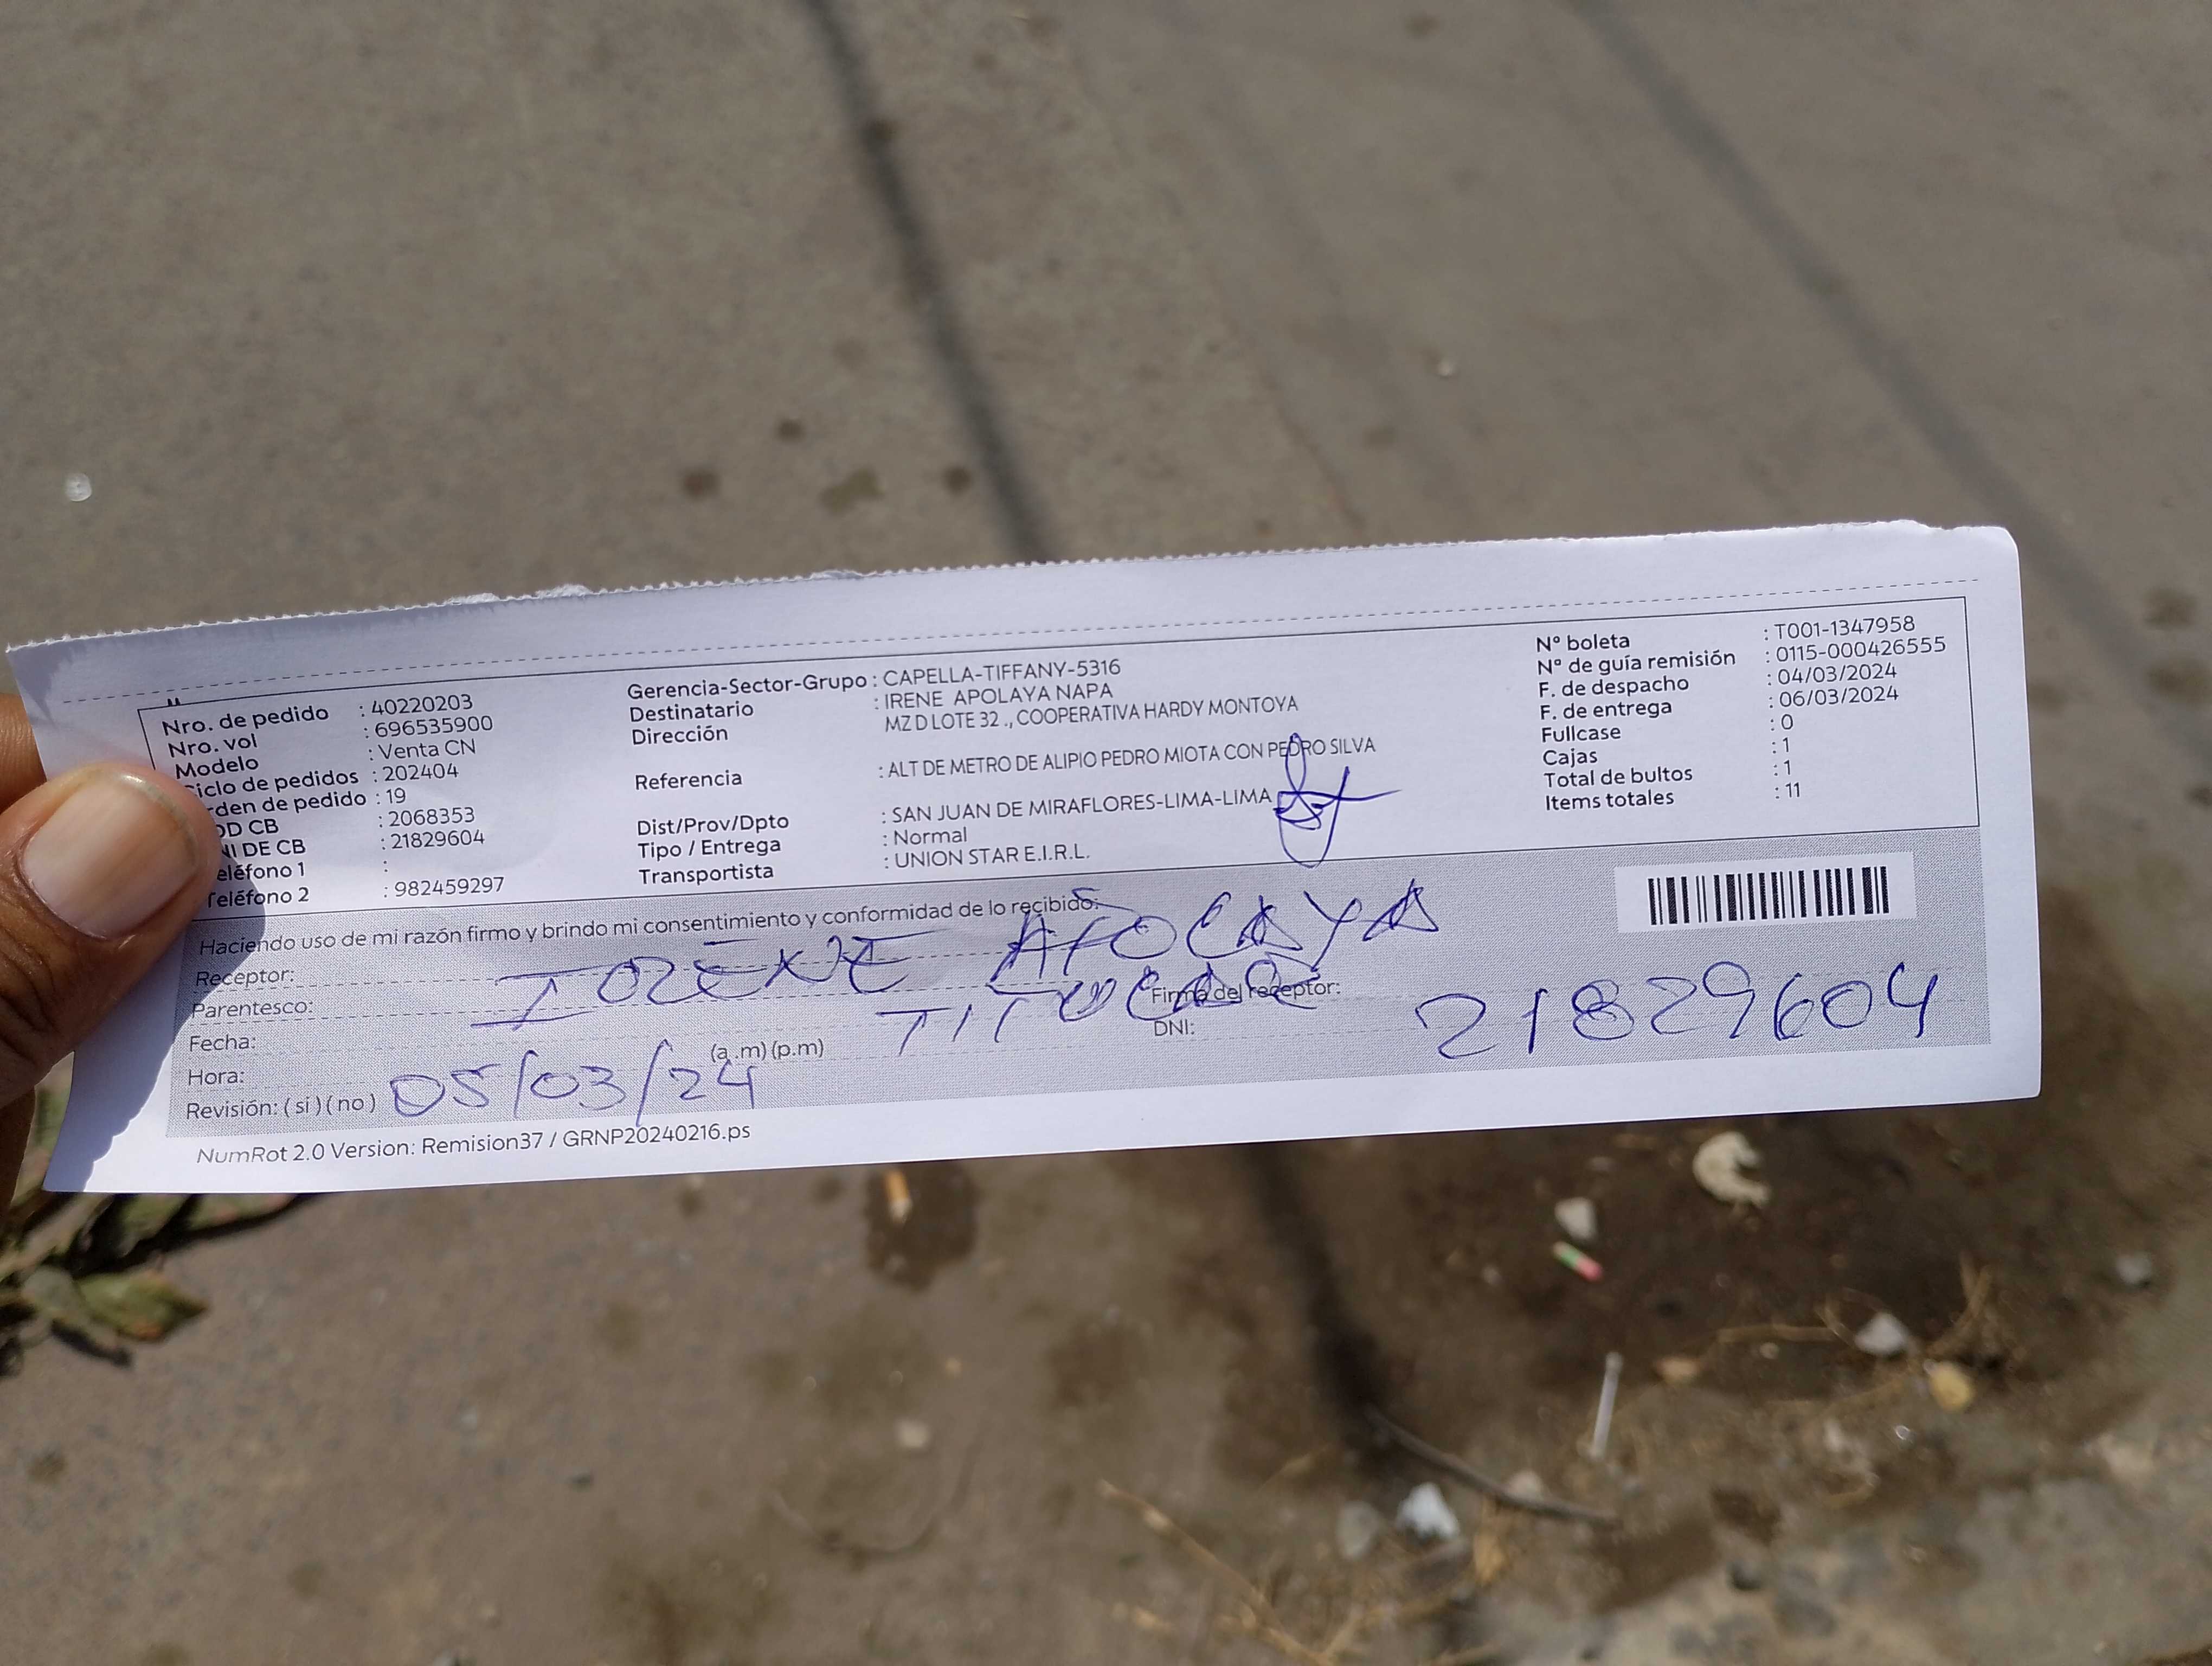 Nro. de pedido : 40220203
Nro. vol : 696535900
Modelo : Venta CN
iclo de pedidos : 202404
rden de pedido : 19
OD CB : 2068353
NI DE CB : 21829604
eléfono 1 :
Teléfono 2 : 982459297
Gerencia-Sector-Grupo : CAPELLA-TIFFANY-5316
Destinatario : IRENE APOLAYA NAPA
Dirección MZ D LOTE 32 ., COOPERATIVA HARDY MONTOYA
Referencia : ALT DE METRO DE ALIPIO PEDRO MIOTA CON PEDRO SILVA
Dist/Prov/Dpto : SAN JUAN DE MIRAFLORES-LIMA-LIMA
Tipo / Entrega : Normal
Transportista : UNION STAR E.I.R.L.
N° boleta : T001-1347958
N° de guía remisión : 0115-000426555
F. de despacho : 04/03/2024
F. de entrega : 06/03/2024
Fullcase : 0
Cajas : 1
Total de bultos : 1
Items totales : 11
Haciendo uso de mi razón firmo y brindo mi consentimiento y conformidad de lo recibido:
Receptor:
IRENE APOLAYA
Parentesco:
TITULAR
Firma del receptor:
Fecha:
DNI: 21829604
Hora: (a.m) (p.m)
Revisión: ( si ) ( no ) 05/03/24
NumRot 2.0 Version: Remision37 / GRNP20240216.ps